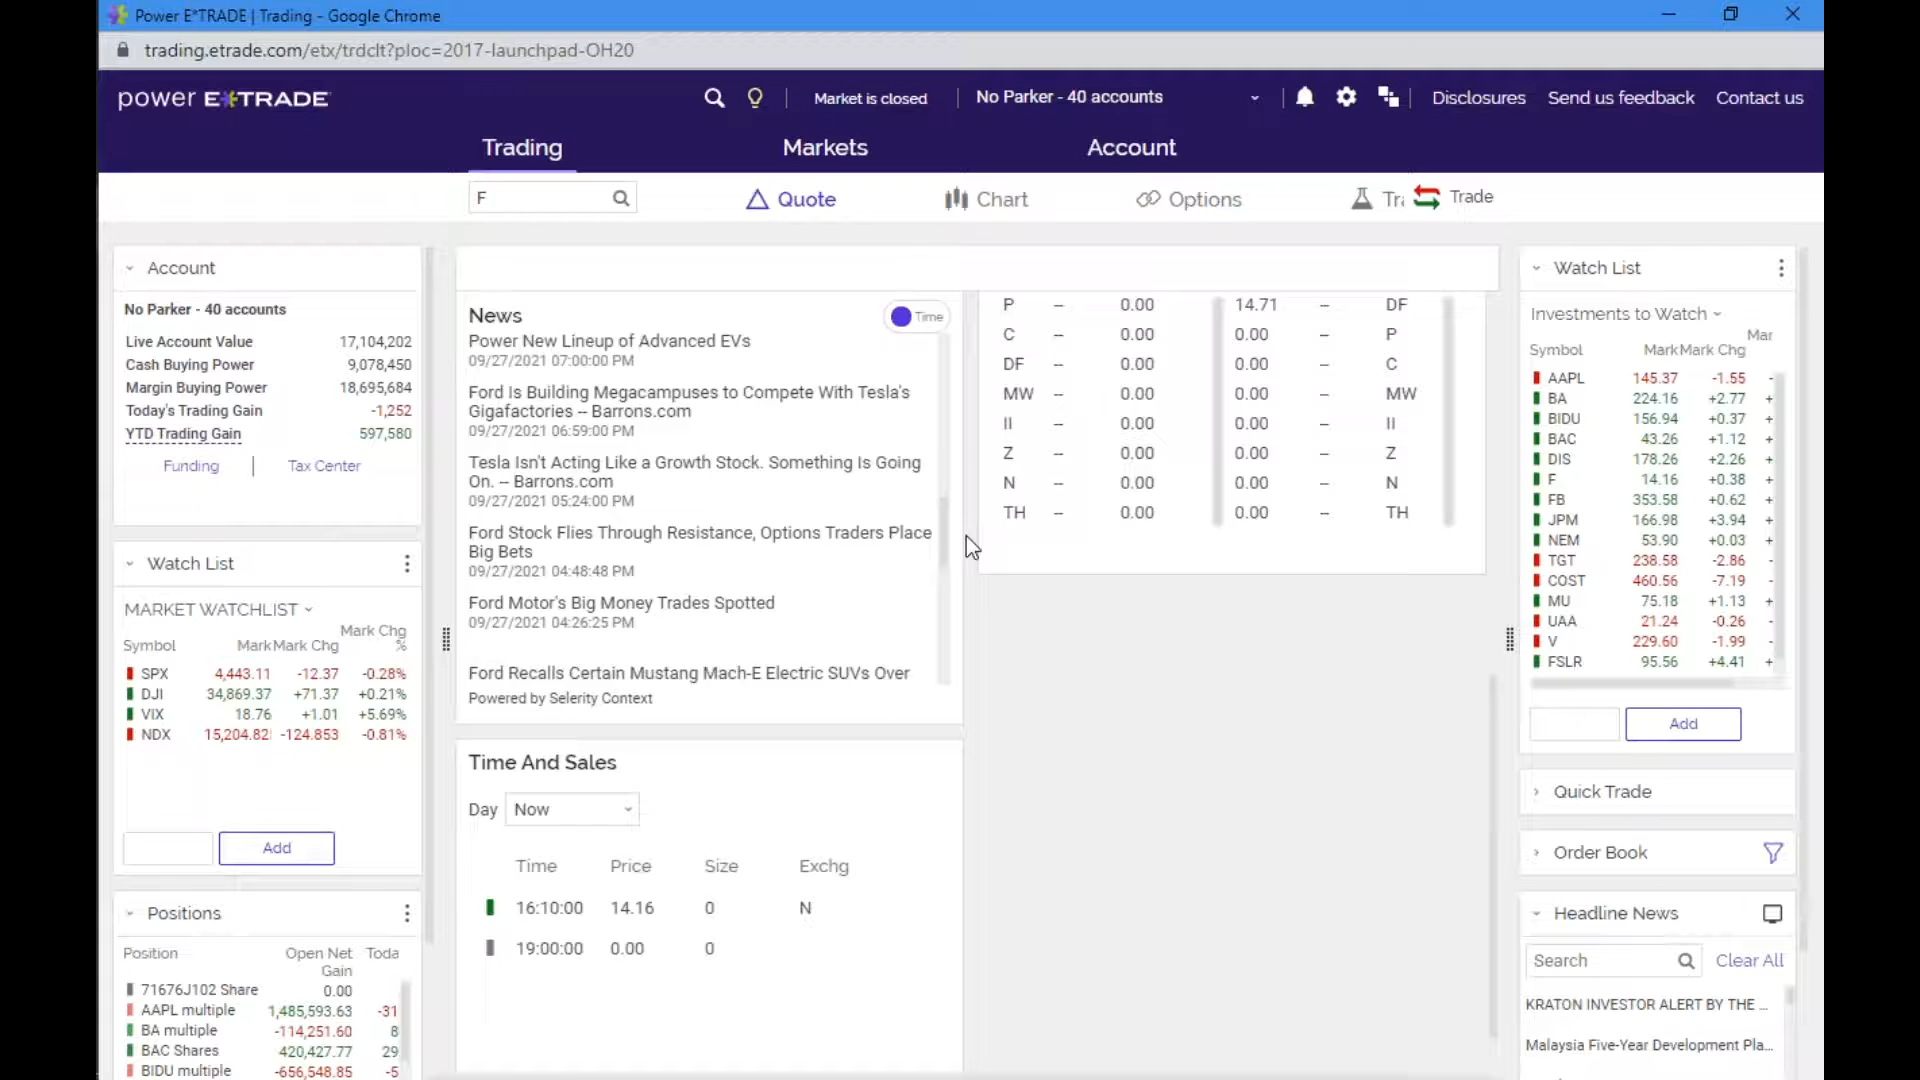 Power E*TRADE | Trading - Google Chrome
trading.etrade.com/etx/trdclt?ploc=2017-launchpad-OH20
power E*TRADE
Market is closed
No Parker - 40 accounts
Disclosures
Send us feedback
Contact us
Trading
Markets
Account
F
Quote
Chart
Options
Trade
Account
No Parker - 40 accounts
Live Account Value 17,104,202
Cash Buying Power 9,078,450
Margin Buying Power 18,695,684
Today's Trading Gain -1,252
YTD Trading Gain 597,580
Funding | Tax Center
Watch List
MARKET WATCHLIST
Symbol Mark Mark Chg Mark Chg %
SPX 4,443.11 -12.37 -0.28%
DJI 34,869.37 +71.37 +0.21%
VIX 18.76 +1.01 +5.69%
NDX 15,204.82 -124.853 -0.81%
Add
Positions
Position Open Net Gain Toda
71676J102 Share 0.00
AAPL multiple 1,485,593.63 -31
BA multiple -114,251.60 8
BAC Shares 420,427.77 29
BIDU multiple -656,548.85 -5
News
Time
Power New Lineup of Advanced EVs
09/27/2021 07:00:00 PM
Ford Is Building Megacampuses to Compete With Tesla's
Gigafactories -- Barrons.com
09/27/2021 06:59:00 PM
Tesla Isn't Acting Like a Growth Stock. Something Is Going
On. -- Barrons.com
09/27/2021 05:24:00 PM
Ford Stock Flies Through Resistance, Options Traders Place
Big Bets
09/27/2021 04:48:48 PM
Ford Motor's Big Money Trades Spotted
09/27/2021 04:26:25 PM
Ford Recalls Certain Mustang Mach-E Electric SUVs Over
Powered by Selerity Context
Time And Sales
Day Now
Time Price Size Exchg
16:10:00 14.16 0 N
19:00:00 0.00 0
P -- 0.00 14.71 -- DF
C -- 0.00 0.00 -- P
DF -- 0.00 0.00 -- C
MW -- 0.00 0.00 -- MW
II -- 0.00 0.00 -- II
Z -- 0.00 0.00 -- Z
N -- 0.00 0.00 -- N
TH -- 0.00 0.00 -- TH
Watch List
Investments to Watch
Symbol Mark Mark Chg Mar
AAPL 145.37 -1.55 -
BA 224.16 +2.77 +
BIDU 156.94 +0.37 +
BAC 43.26 +1.12 +
DIS 178.26 +2.26 +
F 14.16 +0.38 +
FB 353.58 +0.62 +
JPM 166.98 +3.94 +
NEM 53.90 +0.03 +
TGT 238.58 -2.86 -
COST 460.56 -7.19 -
MU 75.18 +1.13 +
UAA 21.24 -0.26 -
V 229.60 -1.99 -
FSLR 95.56 +4.41 +
Add
Quick Trade
Order Book
Headline News
Search
Clear All
KRATON INVESTOR ALERT BY THE ...
Malaysia Five-Year Development Pla...